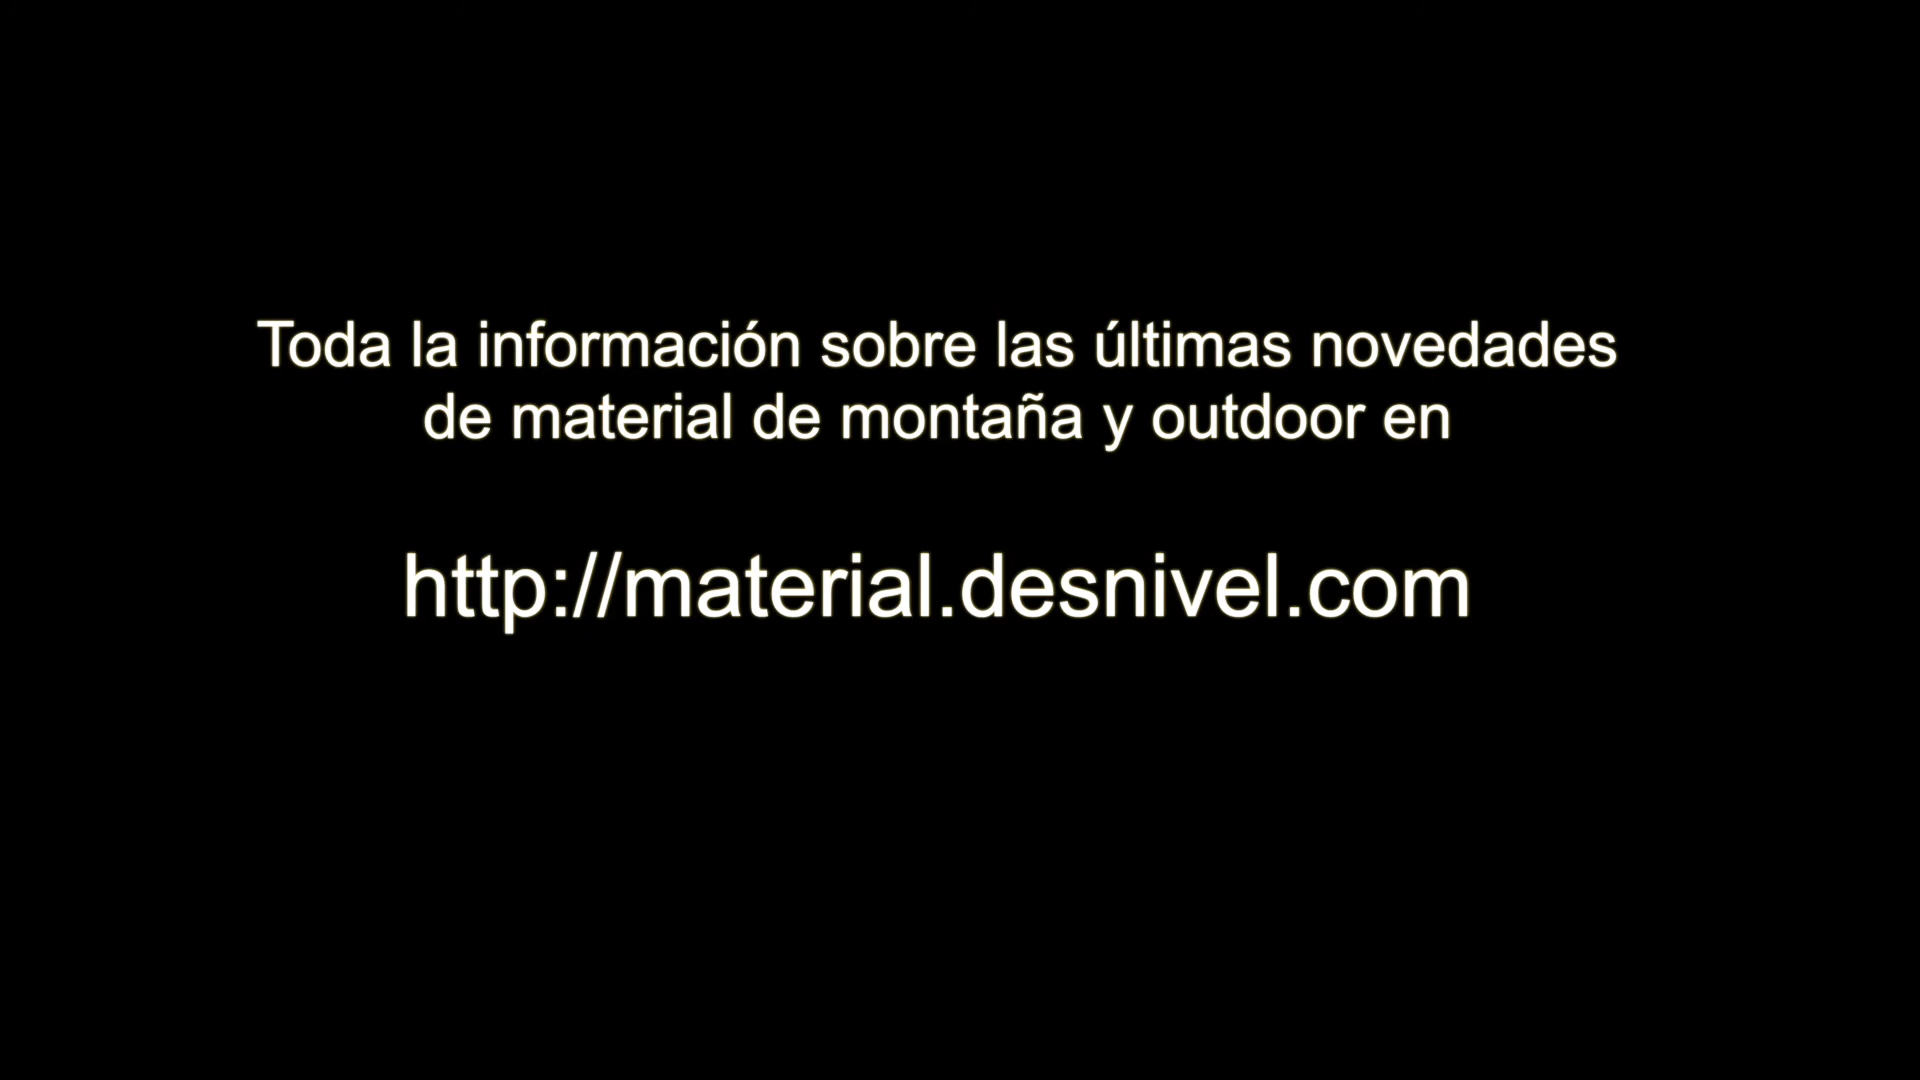 Toda la información sobre las últimas novedades
de material de montaña y outdoor en
http://material.desnivel.com